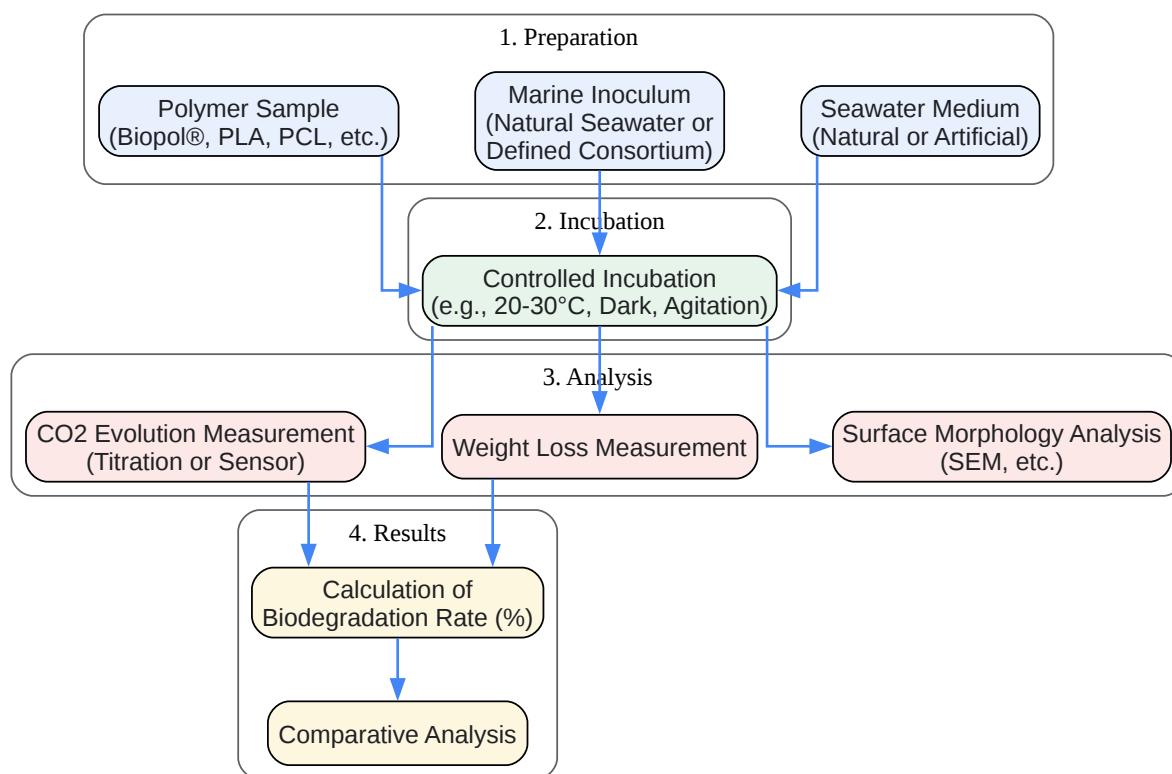 1. Preparation
Polymer Sample
(Biopol®, PLA, PCL, etc.)
Marine Inoculum
(Natural Seawater or
Defined Consortium)
Seawater Medium
(Natural or Artificial)
2. Incubation
Controlled Incubation
(e.g., 20-30°C, Dark, Agitation)
3. Analysis
CO2 Evolution Measurement
(Titration or Sensor)
Weight Loss Measurement
Surface Morphology Analysis
(SEM, etc.)
4. Results
Calculation of
Biodegradation Rate (%)
Comparative Analysis